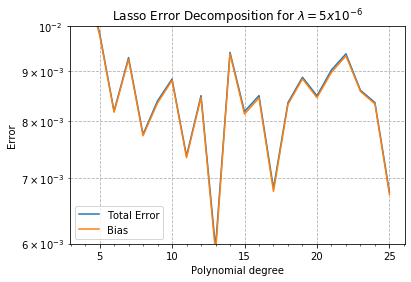 Lasso Error Decomposition for λ = 5x10⁻⁶
10⁻²
9 × 10⁻³
8 × 10⁻³
7 × 10⁻³
6 × 10⁻³
Error
Total Error
Bias
5 10 15 20 25
Polynomial degree